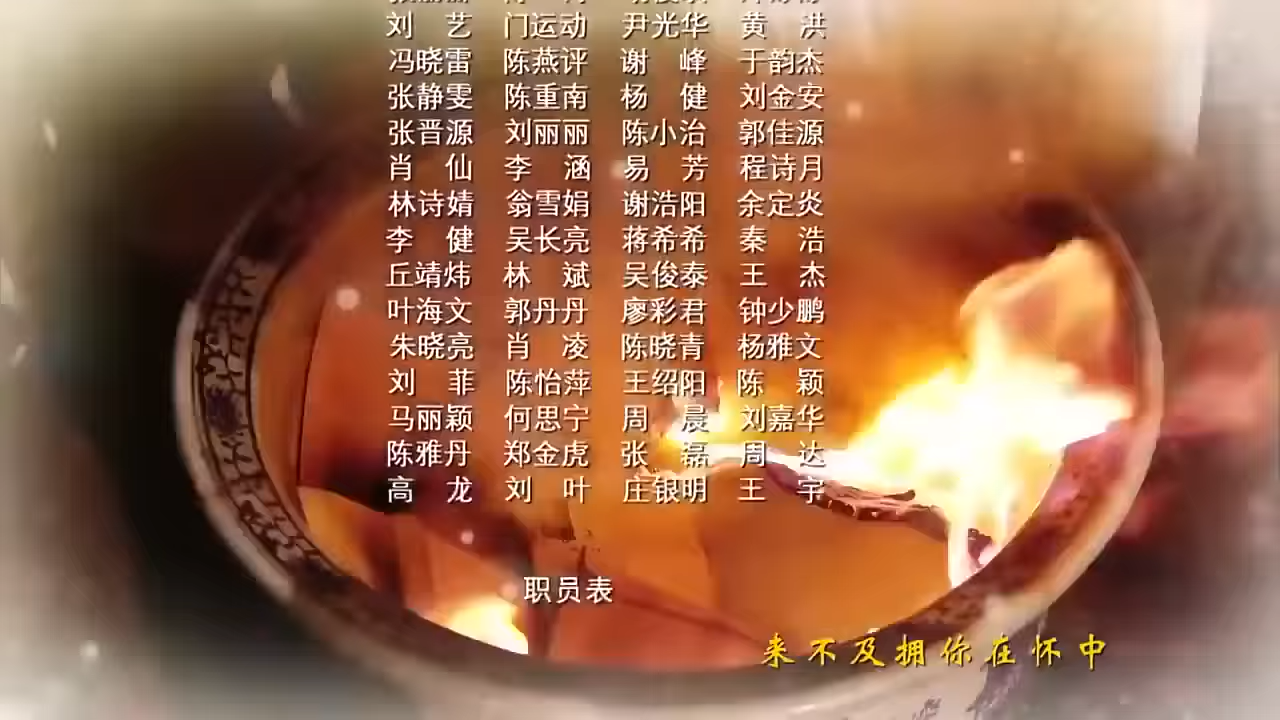 刘 艺 门运动 尹光华 黄 洪
冯晓雷 陈燕评 谢 峰 于韵杰
张静雯 陈重南 杨 健 刘金安
张晋源 刘丽丽 陈小治 郭佳源
肖 仙 李 涵 易 芳 程诗月
林诗婧 翁雪娟 谢浩阳 余定炎
李 健 吴长亮 蒋希希 秦 浩
丘靖炜 林 斌 吴俊泰 王 杰
叶海文 郭丹丹 廖彩君 钟少鹏
朱晓亮 肖 凌 陈晓青 杨雅文
刘 菲 陈怡萍 王绍阳 陈 颖
马丽颖 何思宁 周 晨 刘嘉华
陈雅丹 郑金虎 张 磊 周 达
高 龙 刘 叶 庄银明 王 宇
职员表
来不及拥你在怀中